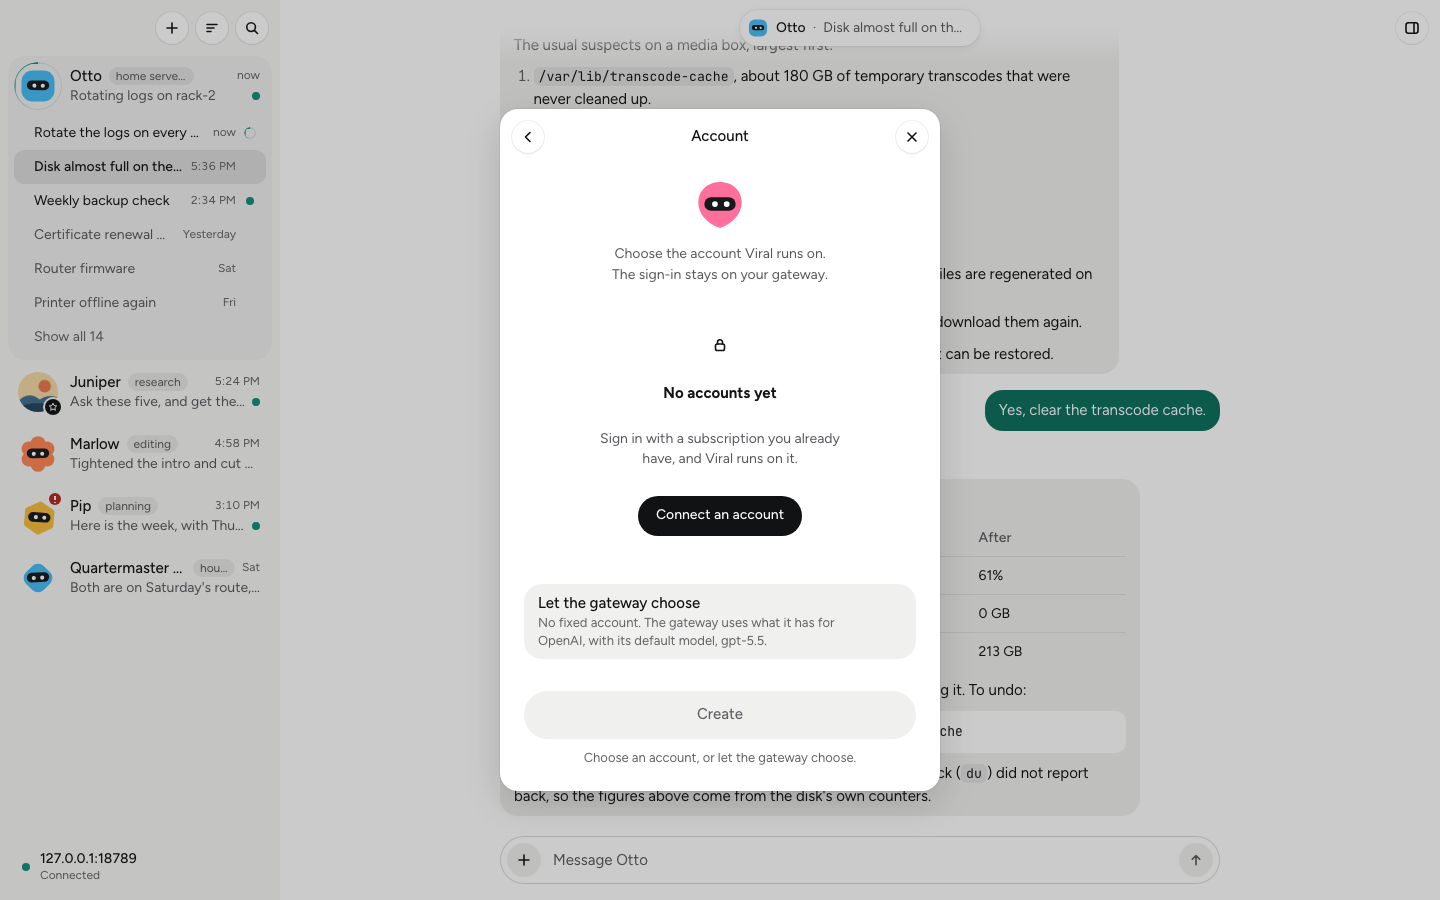 Otto
home serve...
now
Rotating logs on rack-2
Rotate the logs on every ...
now
Disk almost full on the...
5:36 PM
Weekly backup check
2:34 PM
Certificate renewal ...
Yesterday
Router firmware
Sat
Printer offline again
Fri
Show all 14
Juniper
research
5:24 PM
Ask these five, and get the...
Marlow
editing
4:58 PM
Tightened the intro and cut ...
Pip
planning
3:10 PM
Here is the week, with Thu...
Quartermaster ...
hou...
Sat
Both are on Saturday's route,...
127.0.0.1:18789
Connected
Otto · Disk almost full on th...
The usual suspects on a media box, largest first:
1. /var/lib/transcode-cache, about 180 GB of temporary transcodes that were
never cleaned up.
iles are regenerated on
download them again.
can be restored.
Yes, clear the transcode cache.
After
61%
0 GB
213 GB
g it. To undo:
che
ck (du) did not report
back, so the figures above come from the disk's own counters.
Message Otto
Account
Choose the account Viral runs on.
The sign-in stays on your gateway.
No accounts yet
Sign in with a subscription you already
have, and Viral runs on it.
Connect an account
Let the gateway choose
No fixed account. The gateway uses what it has for
OpenAI, with its default model, gpt-5.5.
Create
Choose an account, or let the gateway choose.